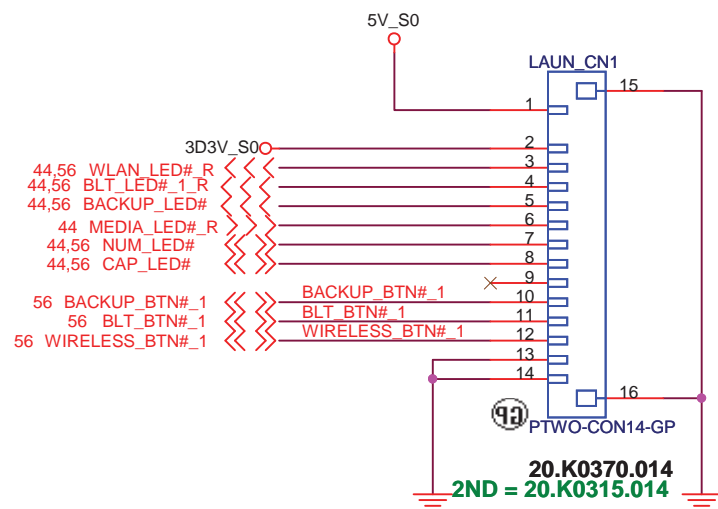 5V_S0
LAUN_CN1
15
1
3D3V_S0
2
44,56 WLAN_LED#_R
3
44,56 BLT_LED#_1_R
4
44,56 BACKUP_LED#
5
44 MEDIA_LED#_R
6
44,56 NUM_LED#
7
44,56 CAP_LED#
8
9
56 BACKUP_BTN#_1
BACKUP_BTN#_1
10
56 BLT_BTN#_1
BLT_BTN#_1
11
56 WIRELESS_BTN#_1
WIRELESS_BTN#_1
12
13
14
16
GP
PTWO-CON14-GP
20.K0370.014
2ND = 20.K0315.014